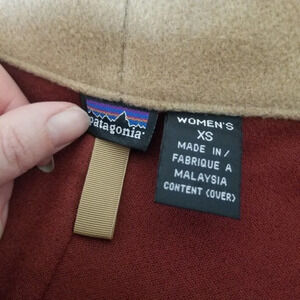 patagonia®
WOMEN'S
XS
MADE IN /
FABRIQUE A
MALAYSIA
CONTENT (OVER)